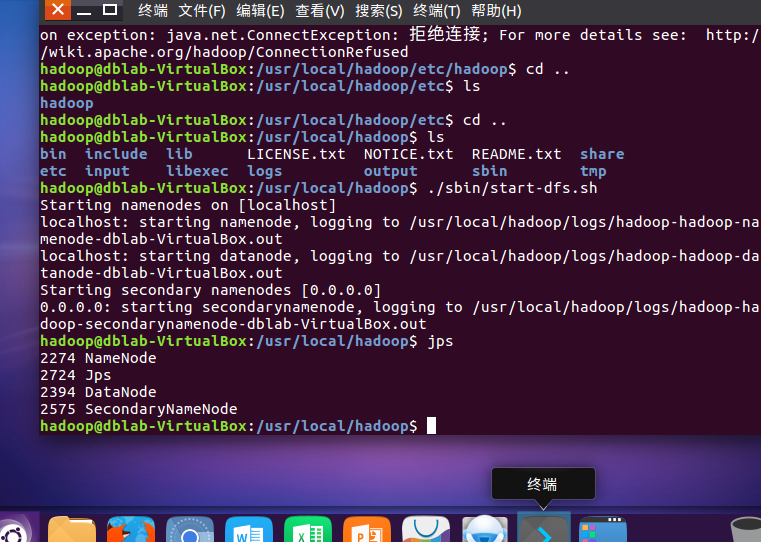 终端 文件(F) 编辑(E) 查看(V) 搜索(S) 终端(T) 帮助(H)
on exception: java.net.ConnectException: 拒绝连接; For more details see:  http:/
/wiki.apache.org/hadoop/ConnectionRefused
hadoop@dblab-VirtualBox:/usr/local/hadoop/etc/hadoop$ cd ..
hadoop@dblab-VirtualBox:/usr/local/hadoop/etc$ ls
hadoop
hadoop@dblab-VirtualBox:/usr/local/hadoop/etc$ cd ..
hadoop@dblab-VirtualBox:/usr/local/hadoop$ ls
bin  include  lib      LICENSE.txt  NOTICE.txt  README.txt  share
etc  input    libexec  logs         output      sbin        tmp
hadoop@dblab-VirtualBox:/usr/local/hadoop$ ./sbin/start-dfs.sh
Starting namenodes on [localhost]
localhost: starting namenode, logging to /usr/local/hadoop/logs/hadoop-hadoop-na
menode-dblab-VirtualBox.out
localhost: starting datanode, logging to /usr/local/hadoop/logs/hadoop-hadoop-da
tanode-dblab-VirtualBox.out
Starting secondary namenodes [0.0.0.0]
0.0.0.0: starting secondarynamenode, logging to /usr/local/hadoop/logs/hadoop-ha
doop-secondarynamenode-dblab-VirtualBox.out
hadoop@dblab-VirtualBox:/usr/local/hadoop$ jps
2274 NameNode
2724 Jps
2394 DataNode
2575 SecondaryNameNode
hadoop@dblab-VirtualBox:/usr/local/hadoop$
终端
W X P